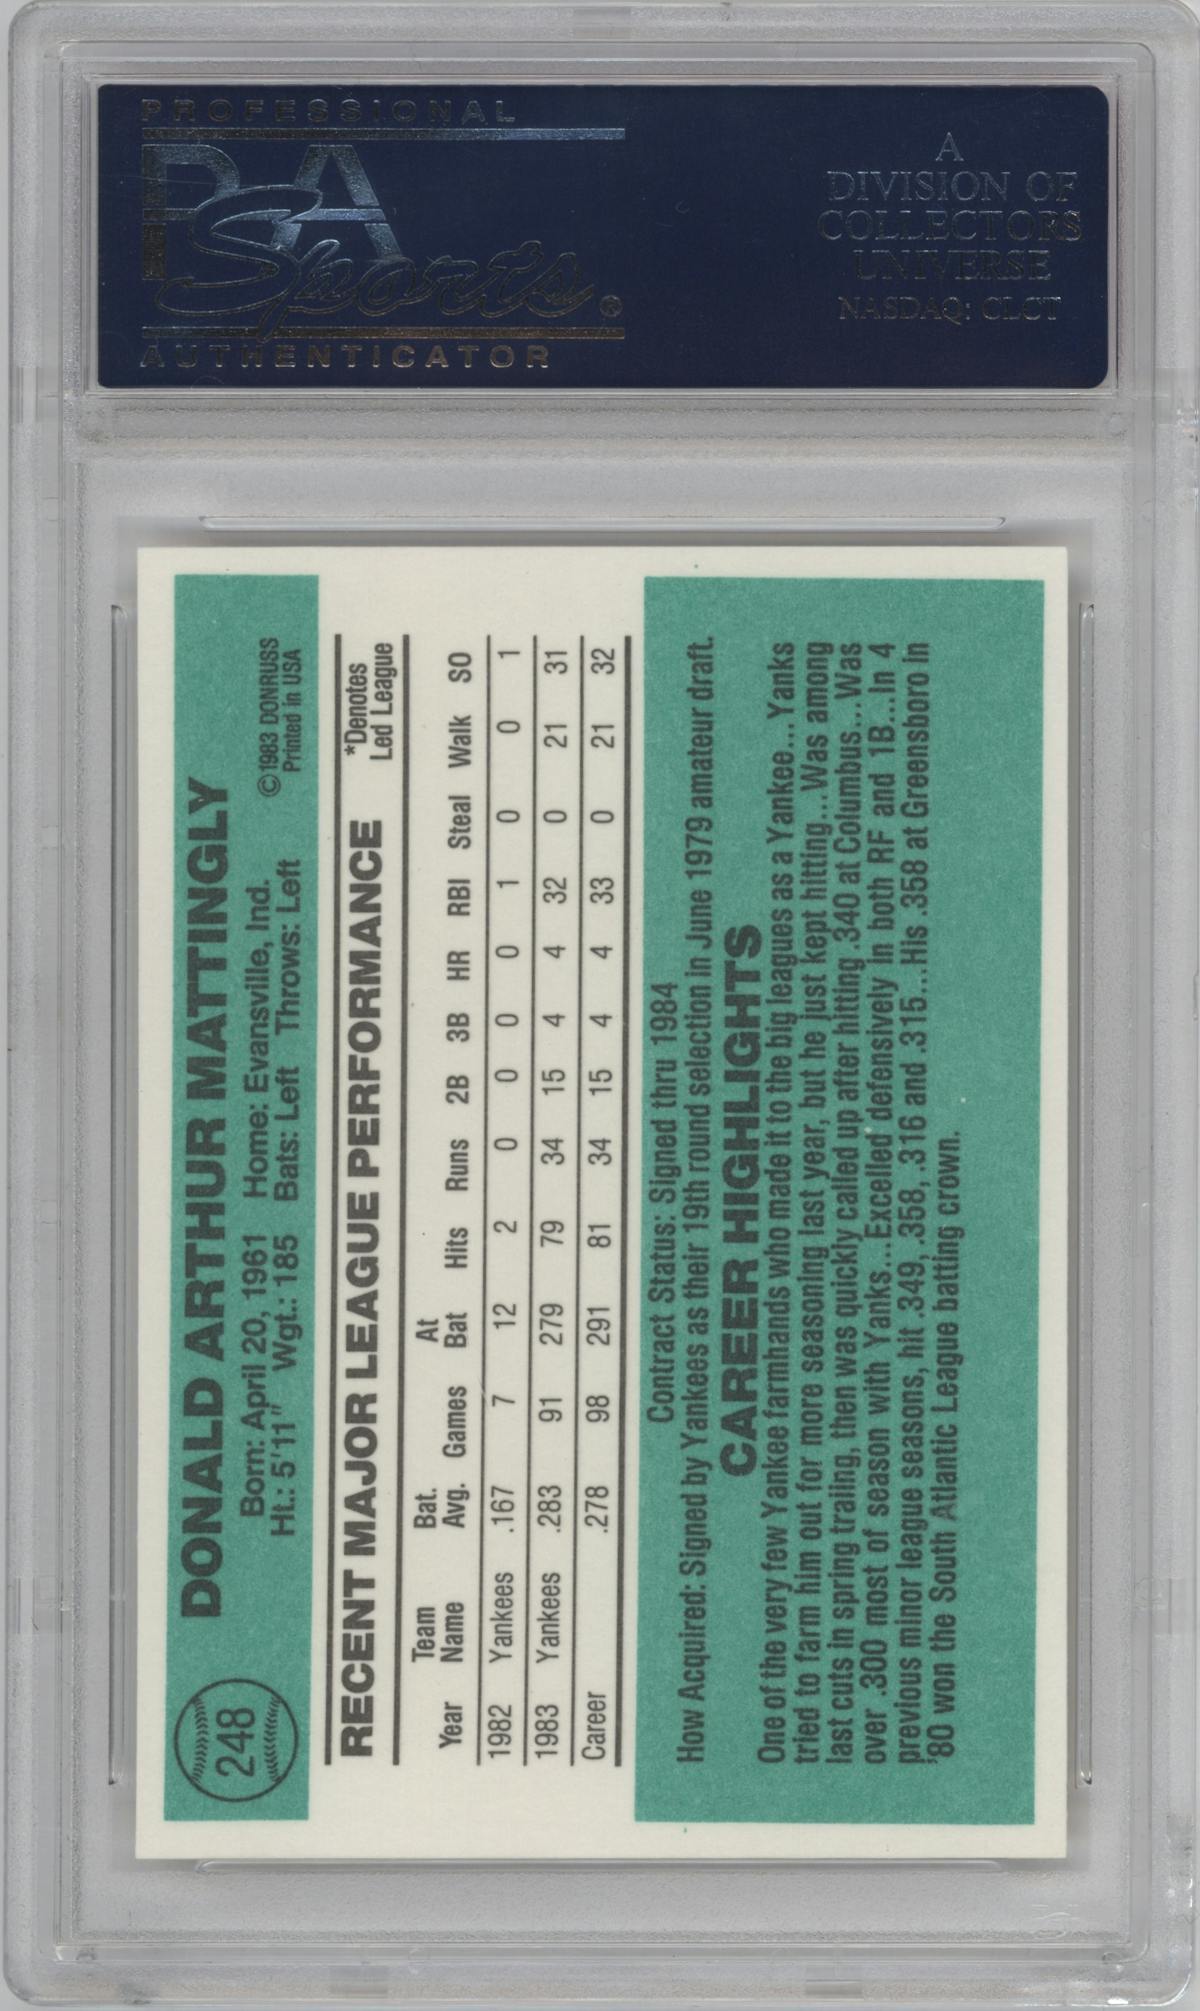 PROFESSIONAL
PSA
Sports®
AUTHENTICATOR
A
DIVISION OF
COLLECTORS
UNIVERSE
NASDAQ: CLCT
248
DONALD ARTHUR MATTINGLY
Born: April 20, 1961 Home: Evansville, Ind.
Ht.: 5'11" Wgt.: 185 Bats: Left Throws: Left
©1983 DONRUSS
Printed in USA
RECENT MAJOR LEAGUE PERFORMANCE
*Denotes
Led League
Year Team Name Bat. Avg. Games At Bat Hits Runs 2B 3B HR RBI Steal Walk SO
1982 Yankees .167 7 12 2 0 0 0 0 1 0 0 1
1983 Yankees .283 91 279 79 34 15 4 4 32 0 21 31
Career .278 98 291 81 34 15 4 4 33 0 21 32
Contract Status: Signed thru 1984
How Acquired: Signed by Yankees as their 19th round selection in June 1979 amateur draft.
CAREER HIGHLIGHTS
One of the very few Yankee farmhands who made it to the big leagues as a Yankee...Yanks
tried to farm him out for more seasoning last year, but he just kept hitting...Was among
last cuts in spring trailing, then was quickly called up after hitting .340 at Columbus...Was
over .300 most of season with Yanks...Excelled defensively in both RF and 1B...In 4
previous minor league seasons, hit .349, .358, .316 and .315...His .358 at Greensboro in
'80 won the South Atlantic League batting crown.